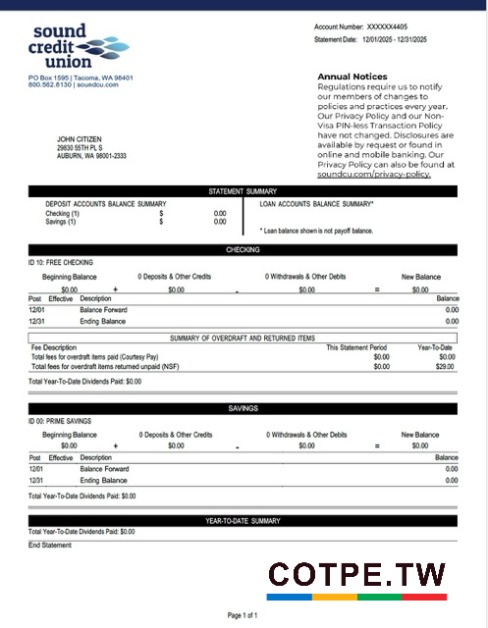 sound
credit
union
PO Box 1595 | Tacoma, WA 98401
800.562.8130 | soundcu.com
Account Number: XXXXXX4405
Statement Date: 12/01/2025 - 12/31/2025
Annual Notices
Regulations require us to notify
our members of changes to
policies and practices every year.
Our Privacy Policy and our Non-
Visa PIN-less Transaction Policy
have not changed. Disclosures are
available by request or found in
online and mobile banking. Our
Privacy Policy can also be found at
soundcu.com/privacy-policy.
JOHN CITIZEN
29830 55TH PL S
AUBURN, WA 98001-2333
STATEMENT SUMMARY
DEPOSIT ACCOUNTS BALANCE SUMMARY
Checking (1) $ 0.00
Savings (1) $ 0.00
LOAN ACCOUNTS BALANCE SUMMARY*
* Loan balance shown is not payoff balance.
CHECKING
ID 10: FREE CHECKING
Beginning Balance 0 Deposits & Other Credits 0 Withdrawals & Other Debits New Balance
$0.00 + $0.00 - $0.00 = $0.00
Post Effective Description Balance
12/01 Balance Forward 0.00
12/31 Ending Balance 0.00
SUMMARY OF OVERDRAFT AND RETURNED ITEMS
Fee Description This Statement Period Year-To-Date
Total fees for overdraft items paid (Courtesy Pay) $0.00 $0.00
Total fees for overdraft items returned unpaid (NSF) $0.00 $29.00
Total Year-To-Date Dividends Paid: $0.00
SAVINGS
ID 00: PRIME SAVINGS
Beginning Balance 0 Deposits & Other Credits 0 Withdrawals & Other Debits New Balance
$0.00 + $0.00 - $0.00 = $0.00
Post Effective Description Balance
12/01 Balance Forward 0.00
12/31 Ending Balance 0.00
Total Year-To-Date Dividends Paid: $0.00
YEAR-TO-DATE SUMMARY
Total Year-To-Date Dividends Paid: $0.00
End Statement
COTPE.TW
Page 1 of 1